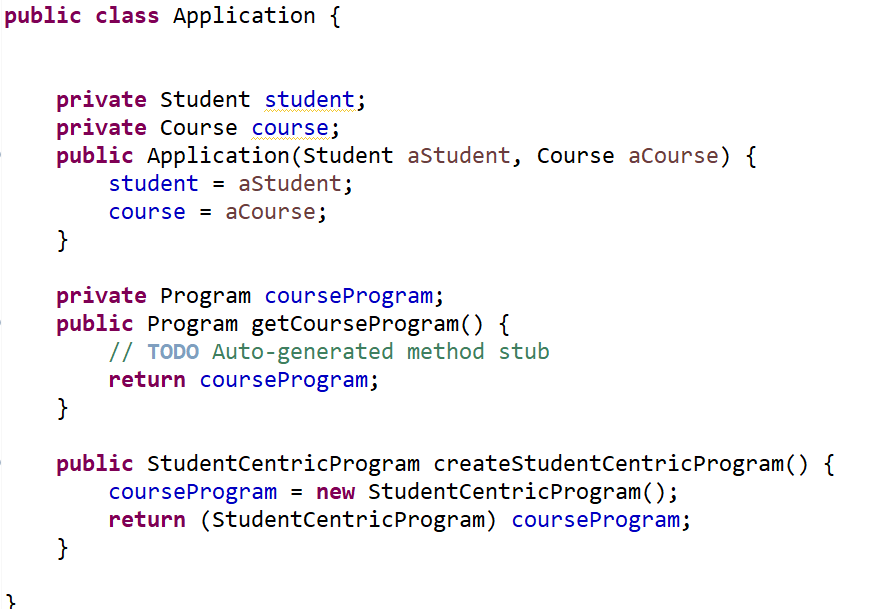 public class Application {
private Student student;
private Course course;
public Application(Student aStudent, Course aCourse) {
student = aStudent;
course = aCourse;
}
private Program courseProgram;
public Program getCourseProgram() {
// TODO Auto-generated method stub
return courseProgram;
}
public StudentCentricProgram createStudentCentricProgram() {
courseProgram = new StudentCentricProgram();
return (StudentCentricProgram) courseProgram;
}
}